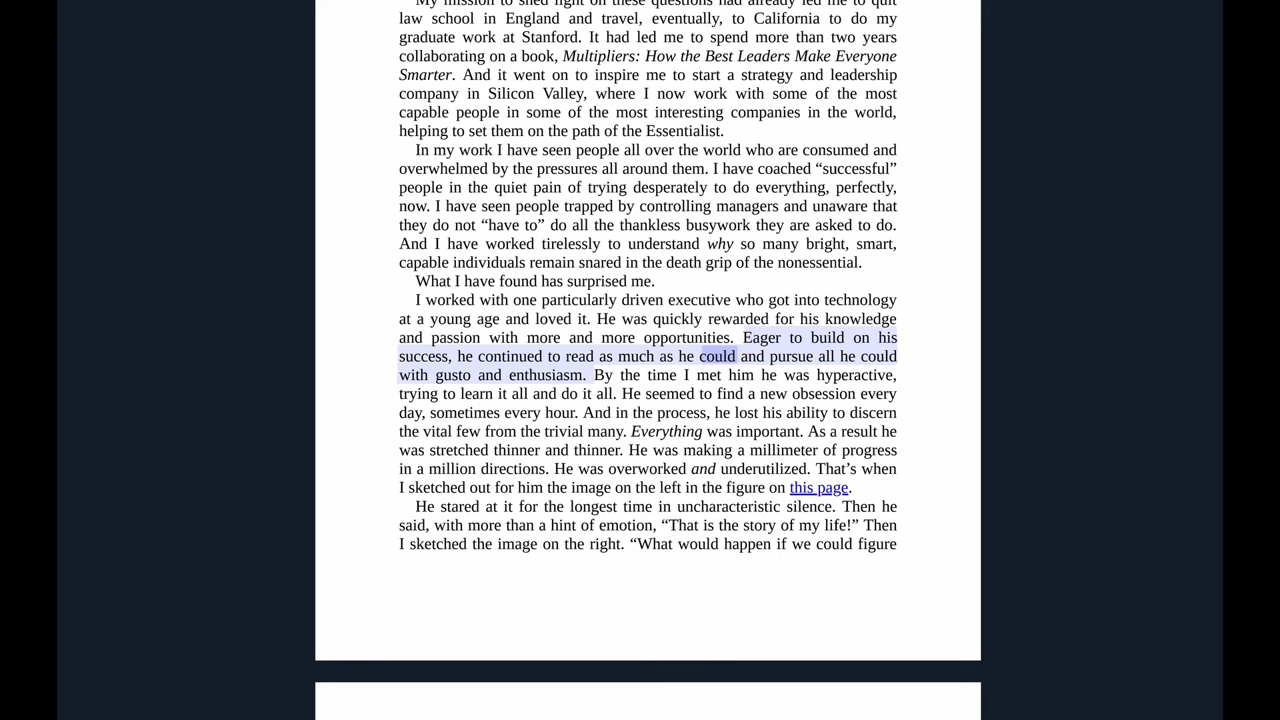 My mission to shed light on these questions had already led me to quit
law school in England and travel, eventually, to California to do my
graduate work at Stanford. It had led me to spend more than two years
collaborating on a book, Multipliers: How the Best Leaders Make Everyone
Smarter. And it went on to inspire me to start a strategy and leadership
company in Silicon Valley, where I now work with some of the most
capable people in some of the most interesting companies in the world,
helping to set them on the path of the Essentialist.
In my work I have seen people all over the world who are consumed and
overwhelmed by the pressures all around them. I have coached “successful”
people in the quiet pain of trying desperately to do everything, perfectly,
now. I have seen people trapped by controlling managers and unaware that
they do not “have to” do all the thankless busywork they are asked to do.
And I have worked tirelessly to understand why so many bright, smart,
capable individuals remain snared in the death grip of the nonessential.
What I have found has surprised me.
I worked with one particularly driven executive who got into technology
at a young age and loved it. He was quickly rewarded for his knowledge
and passion with more and more opportunities. Eager to build on his
success, he continued to read as much as he could and pursue all he could
with gusto and enthusiasm. By the time I met him he was hyperactive,
trying to learn it all and do it all. He seemed to find a new obsession every
day, sometimes every hour. And in the process, he lost his ability to discern
the vital few from the trivial many. Everything was important. As a result he
was stretched thinner and thinner. He was making a millimeter of progress
in a million directions. He was overworked and underutilized. That’s when
I sketched out for him the image on the left in the figure on this page.
He stared at it for the longest time in uncharacteristic silence. Then he
said, with more than a hint of emotion, “That is the story of my life!” Then
I sketched the image on the right. “What would happen if we could figure